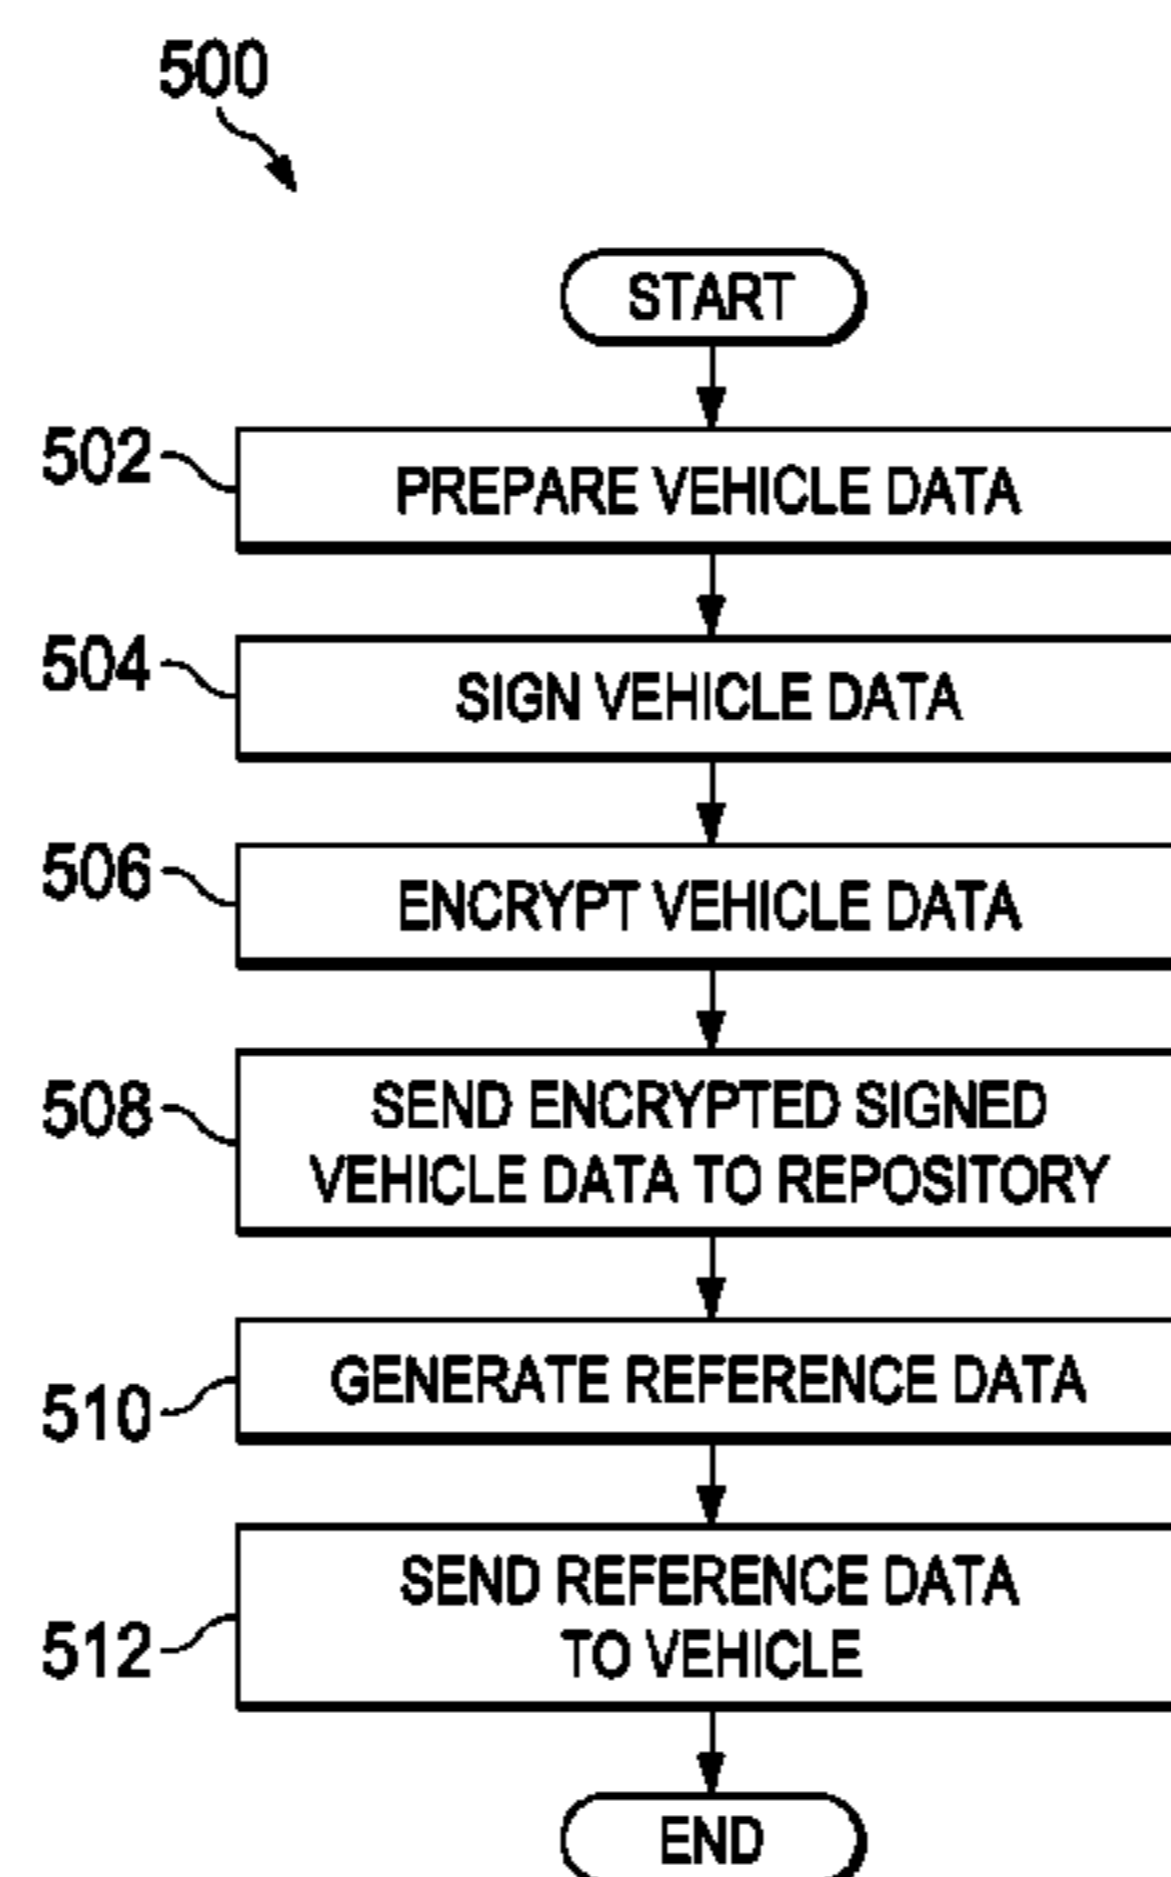 500
START
502
PREPARE VEHICLE DATA
504
SIGN VEHICLE DATA
506
ENCRYPT VEHICLE DATA
508
SEND ENCRYPTED SIGNED
VEHICLE DATA TO REPOSITORY
510
GENERATE REFERENCE DATA
512
SEND REFERENCE DATA
TO VEHICLE
END